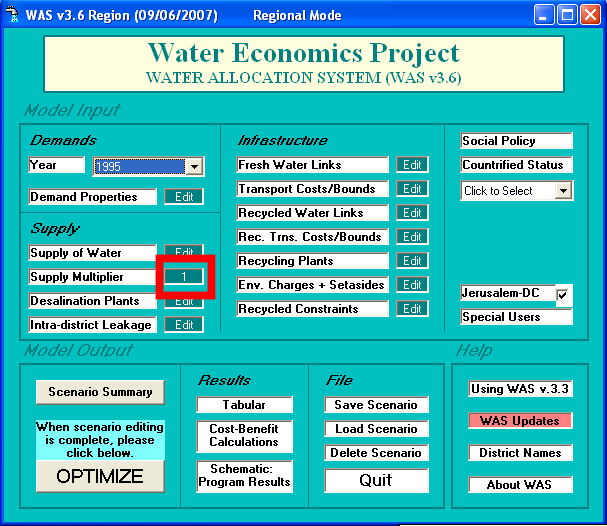 WAS v3.6 Region (09/06/2007) Regional Mode
Water Economics Project
WATER ALLOCATION SYSTEM (WAS v3.6)
Model Input
Demands
Year 1995
Demand Properties Edit
Supply
Supply of Water Edit
Supply Multiplier 1
Desalination Plants Edit
Intra-district Leakage Edit
Infrastructure
Fresh Water Links Edit
Transport Costs/Bounds Edit
Recycled Water Links Edit
Rec. Trns. Costs/Bounds Edit
Recycling Plants Edit
Env. Charges + Setasides Edit
Recycled Constraints Edit
Social Policy
Countrified Status
Click to Select
Jerusalem-DC
Special Users
Model Output
Scenario Summary
When scenario editing
is complete, please
click below.
OPTIMIZE
Results
Tabular
Cost-Benefit
Calculations
Schematic:
Program Results
File
Save Scenario
Load Scenario
Delete Scenario
Quit
Help
Using WAS v.3.3
WAS Updates
District Names
About WAS